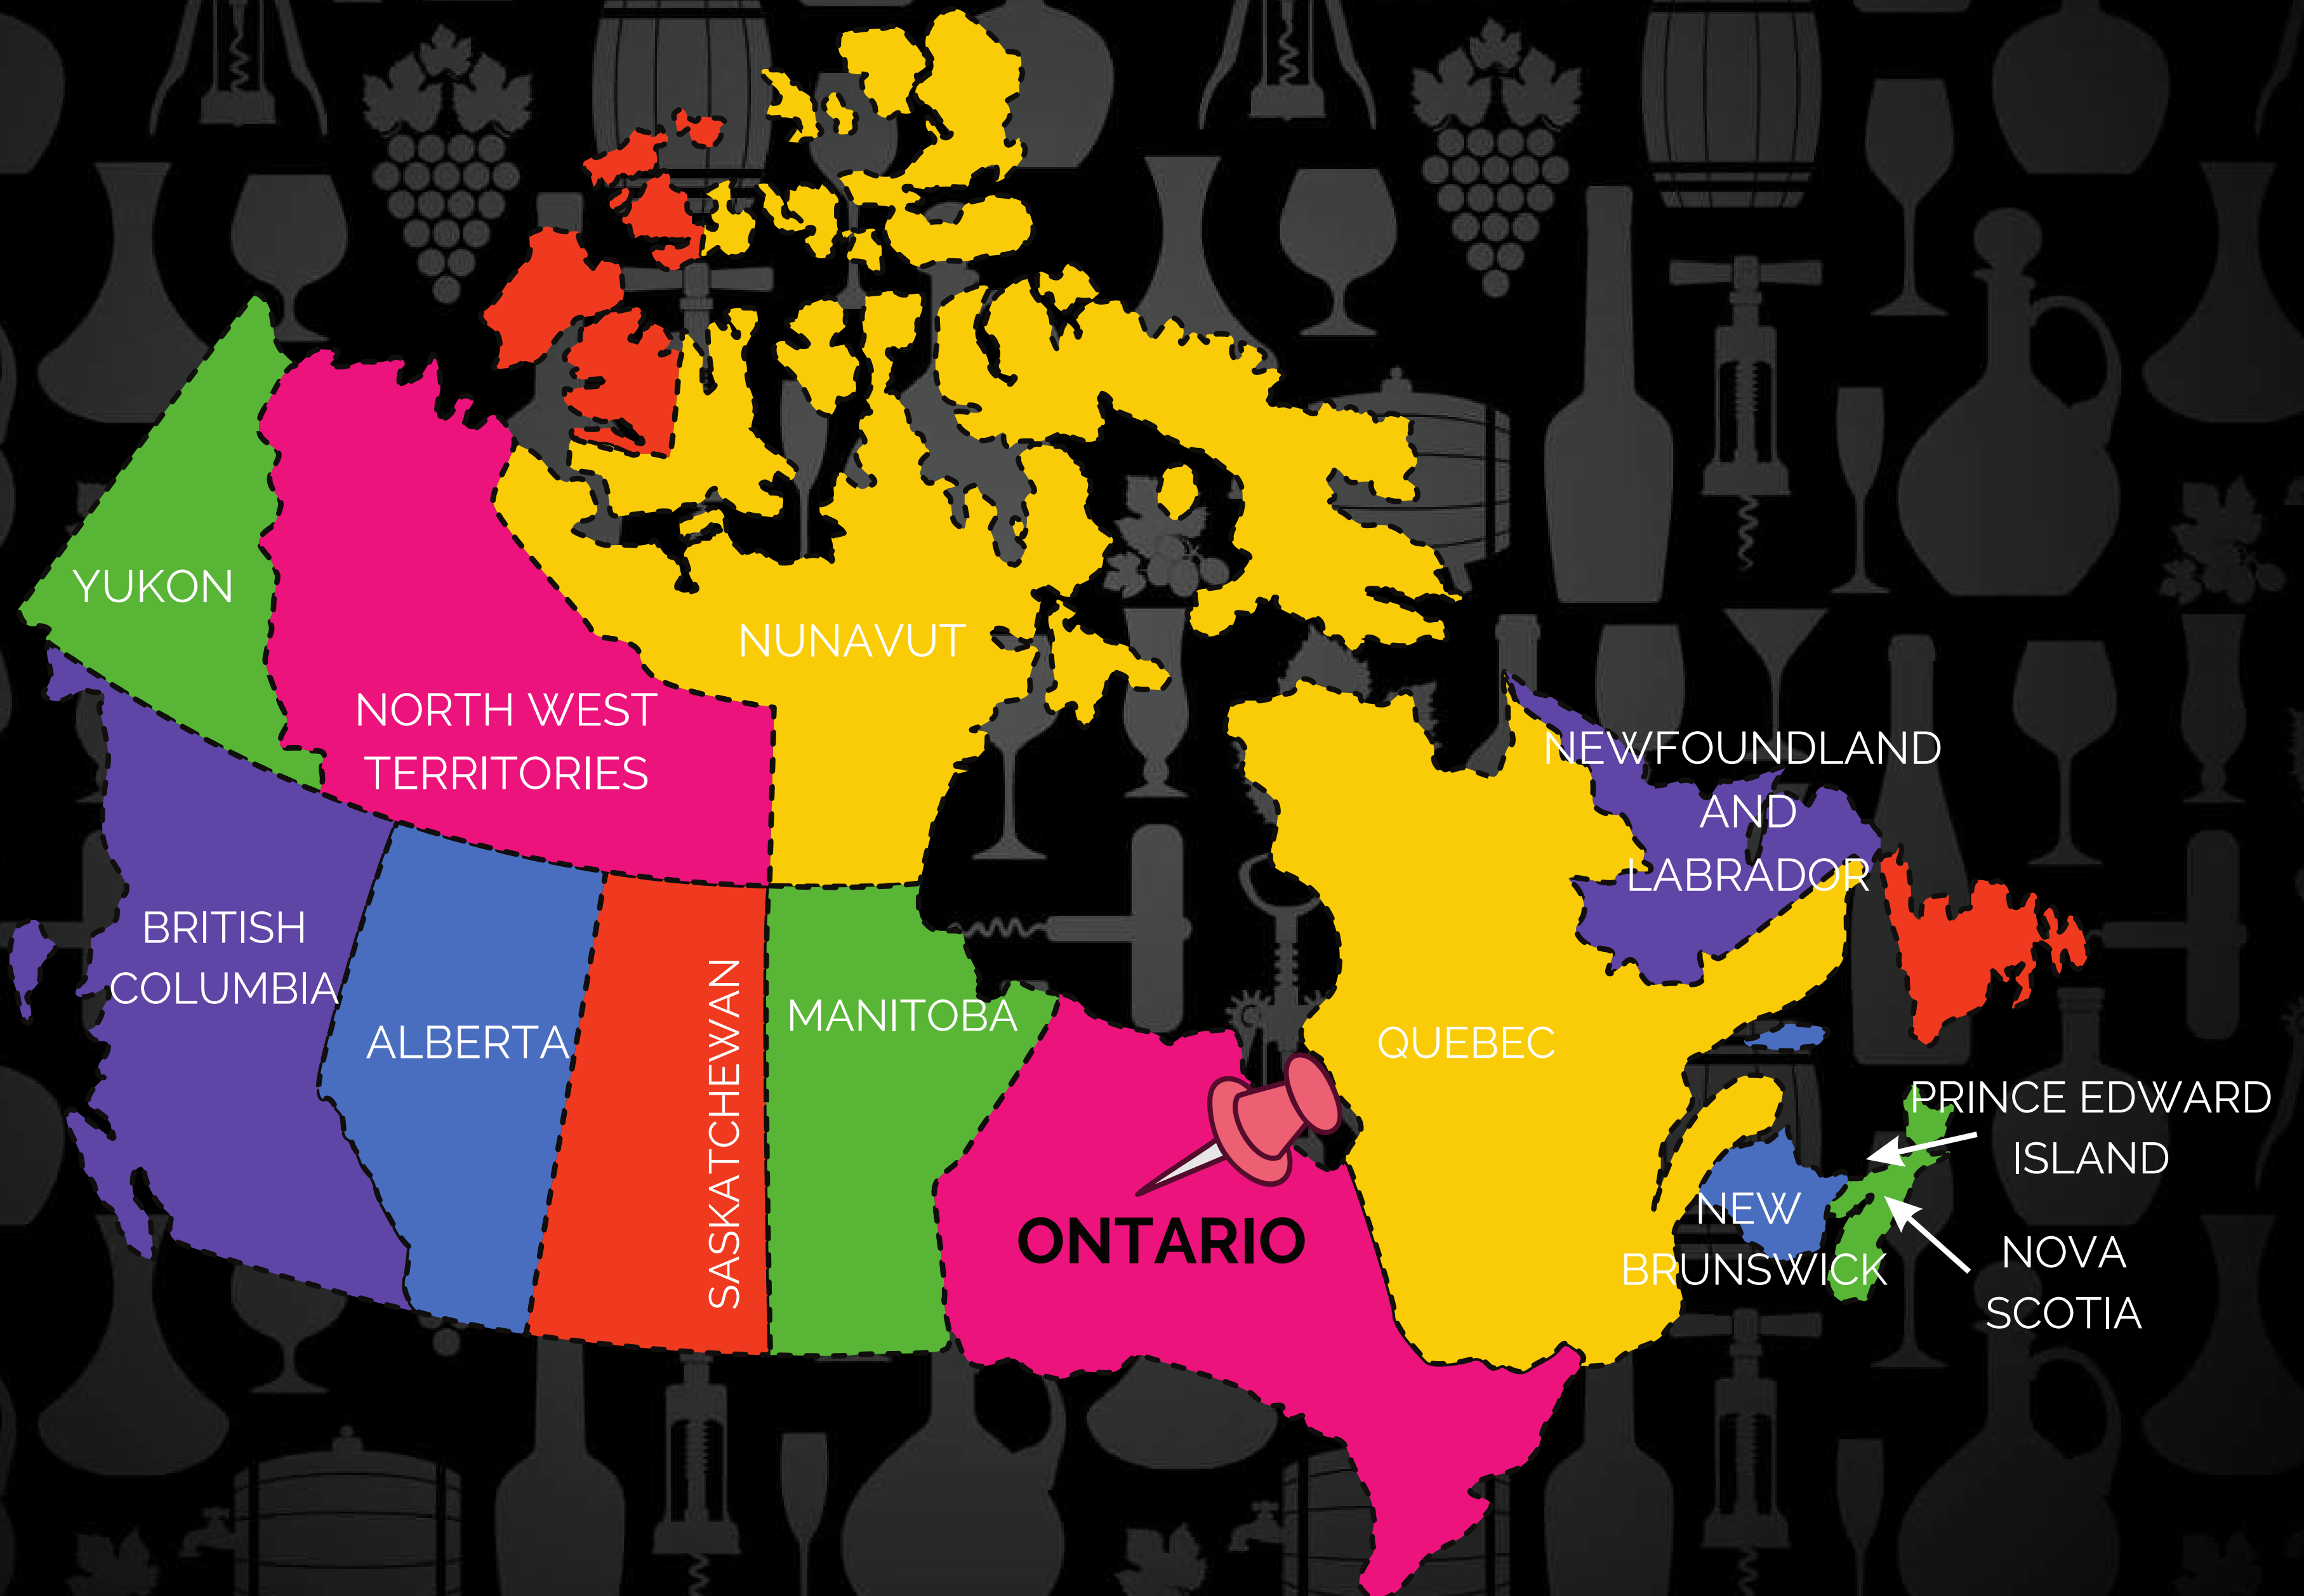 YUKON
NUNAVUT
NORTH WEST
TERRITORIES
NEWFOUNDLAND
AND
LABRADOR
BRITISH
COLUMBIA
ALBERTA
SASKATCHEWAN
MANITOBA
QUEBEC
PRINCE EDWARD
ISLAND
NEW
BRUNSWICK
ONTARIO
NOVA
SCOTIA